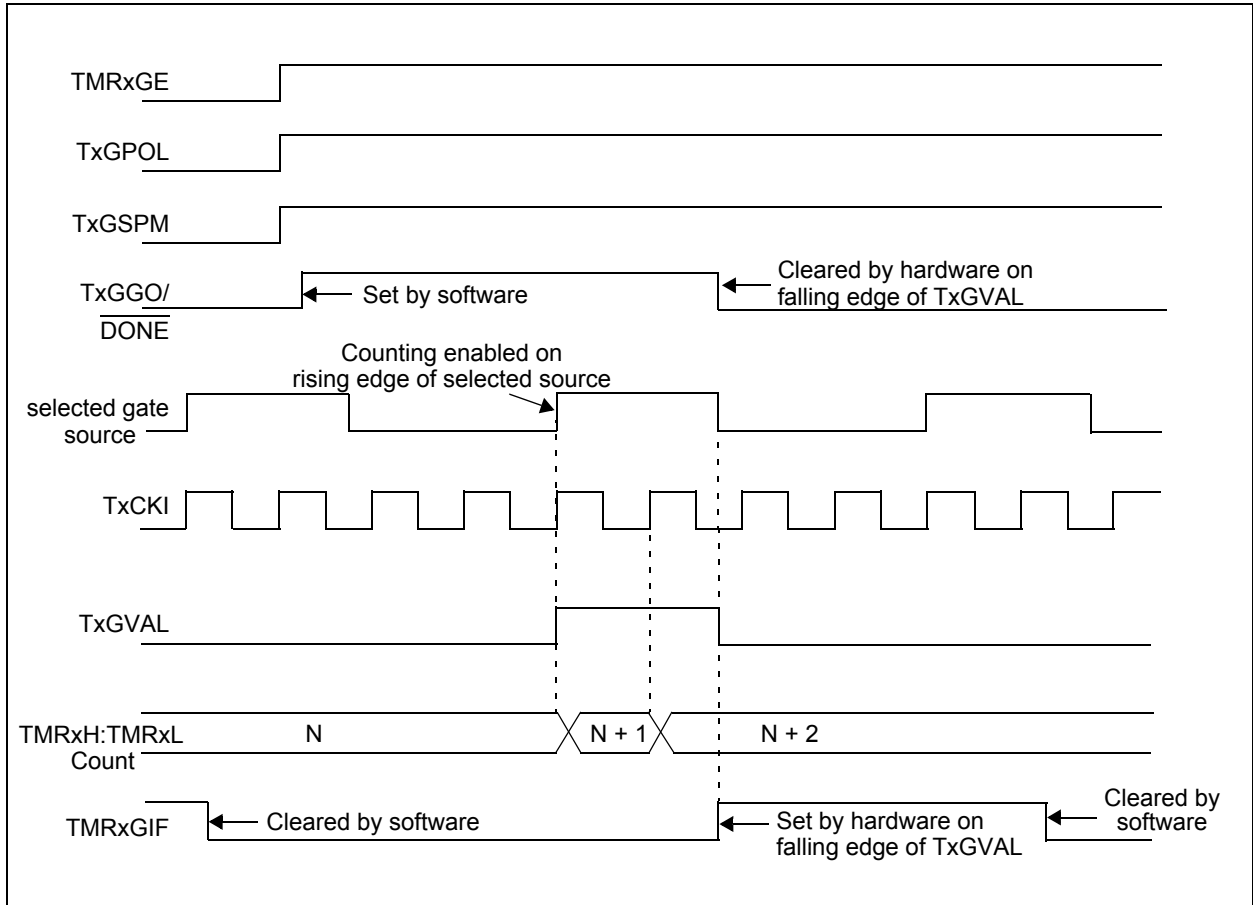 TMRxGE
TxGPOL
TxGSPM
TxGGO/
DONE
Set by software
Cleared by hardware on
falling edge of TxGVAL
Counting enabled on
rising edge of selected source
selected gate
source
TxCKI
TxGVAL
TMRxH:TMRxL
Count
N
N + 1
N + 2
TMRxGIF
Cleared by software
Set by hardware on
falling edge of TxGVAL
Cleared by
software